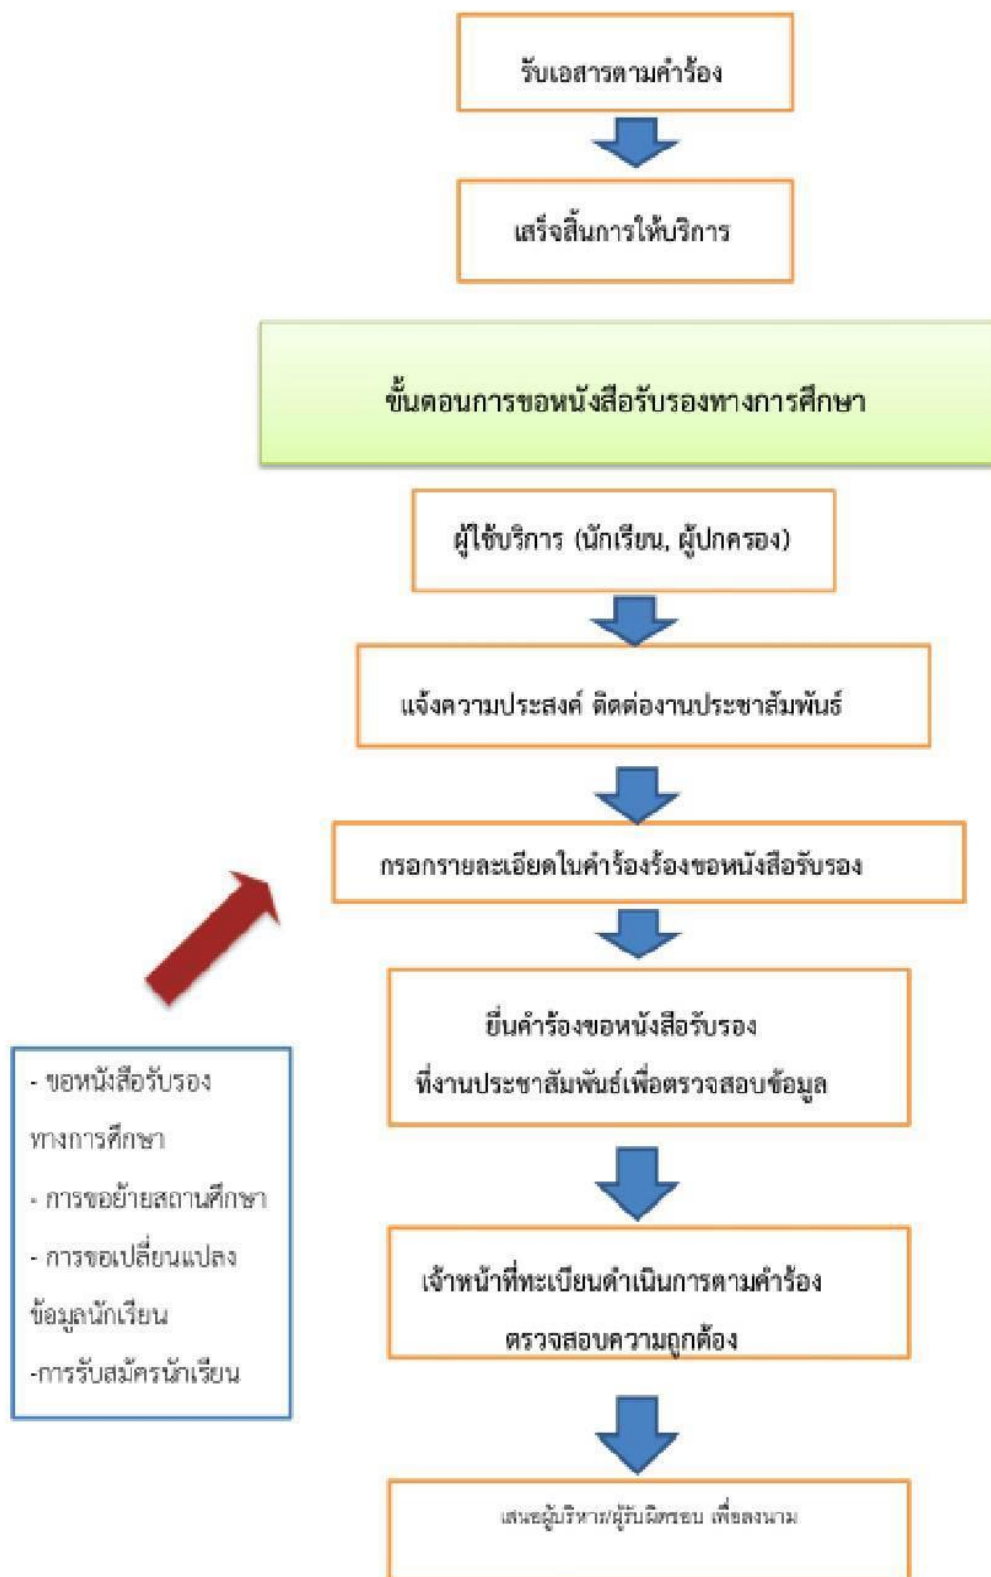 รับเอสารตามคำร้อง
เสร็จสิ้นการให้บริการ
ขั้นตอนการขอหนังสือรับรองทางการศึกษา
ผู้ใช้บริการ (นักเรียน, ผู้ปกครอง)
แจ้งความประสงค์ ติดต่องานประชาสัมพันธ์
กรอกรายละเอียดในคำร้องร้องขอหนังสือรับรอง
ยื่นคำร้องขอหนังสือรับรอง
ที่งานประชาสัมพันธ์เพื่อตรวจสอบข้อมูล
- ขอหนังสือรับรอง
ทางการศึกษา
- การขอย้ายสถานศึกษา
- การขอเปลี่ยนแปลง
ข้อมูลนักเรียน
-การรับสมัครนักเรียน
เจ้าหน้าที่ทะเบียนดำเนินการตามคำร้อง
ตรวจสอบความถูกต้อง
เสนอผู้บริหาร/ผู้รับผิดชอบ เพื่อลงนาม